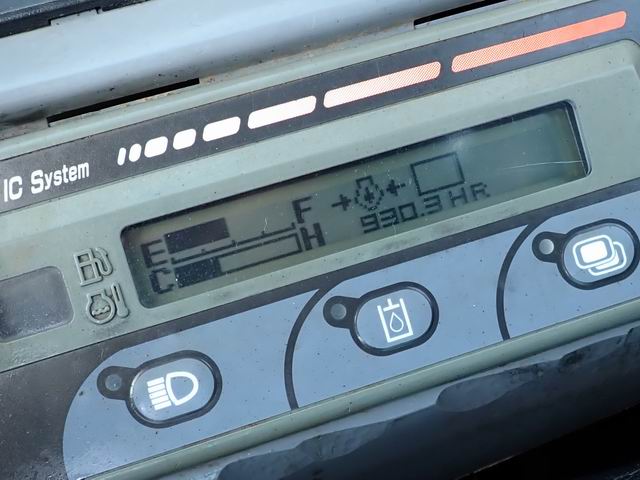 IC System
E F
C H
930.3 HR